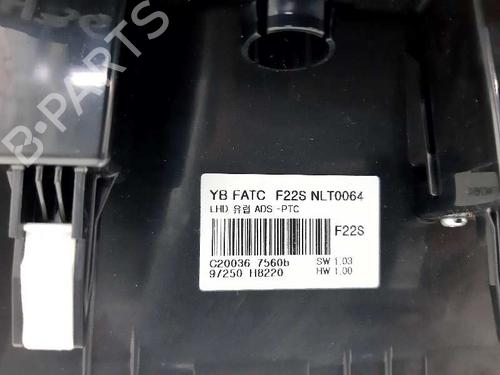 B-PARTS
YB FATC F22S NLT0064
LHD 유럽 ADS -PTC
F22S
C20036 7560b SW 1.03
97250 H8220 HW 1.00